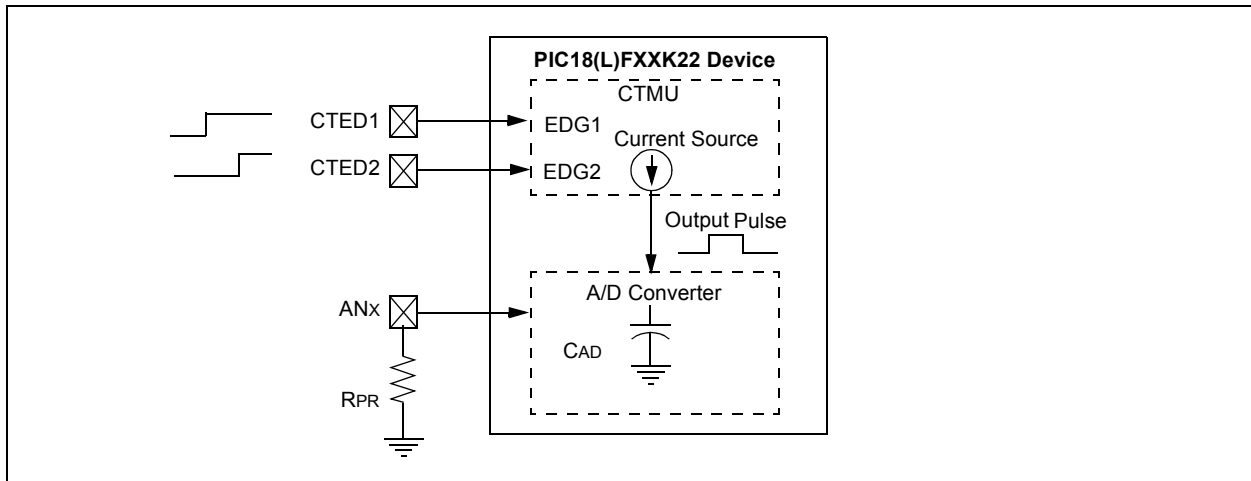 PIC18(L)FXXK22 Device
CTMU
CTED1
EDG1
Current Source
CTED2
EDG2
Output Pulse
A/D Converter
ANX
CAD
RPR